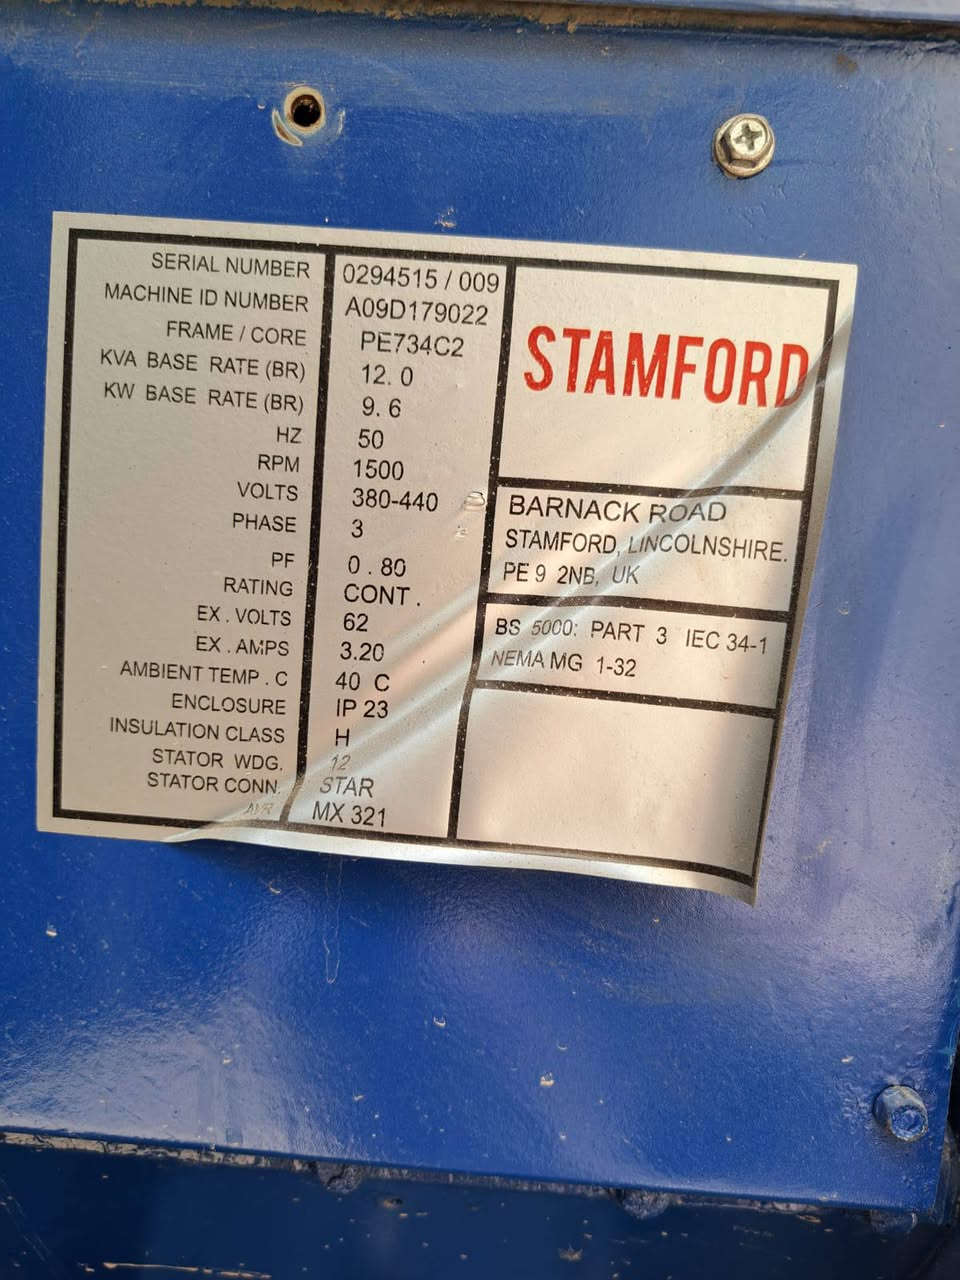 SERIAL NUMBER 0294515 / 009
MACHINE ID NUMBER A09D179022
FRAME / CORE PE734C2
KVA BASE RATE (BR) 12.0
KW BASE RATE (BR) 9.6
HZ 50
RPM 1500
VOLTS 380-440
PHASE 3
PF 0.80
RATING CONT.
EX. VOLTS 62
EX. AMPS 3.20
AMBIENT TEMP. C 40 C
ENCLOSURE IP 23
INSULATION CLASS H
STATOR WDG. 12
STATOR CONN. STAR
AVR MX 321
STAMFORD
BARNACK ROAD
STAMFORD, LINCOLNSHIRE.
PE 9 2NB, UK
BS 5000: PART 3 IEC 34-1
NEMA MG 1-32